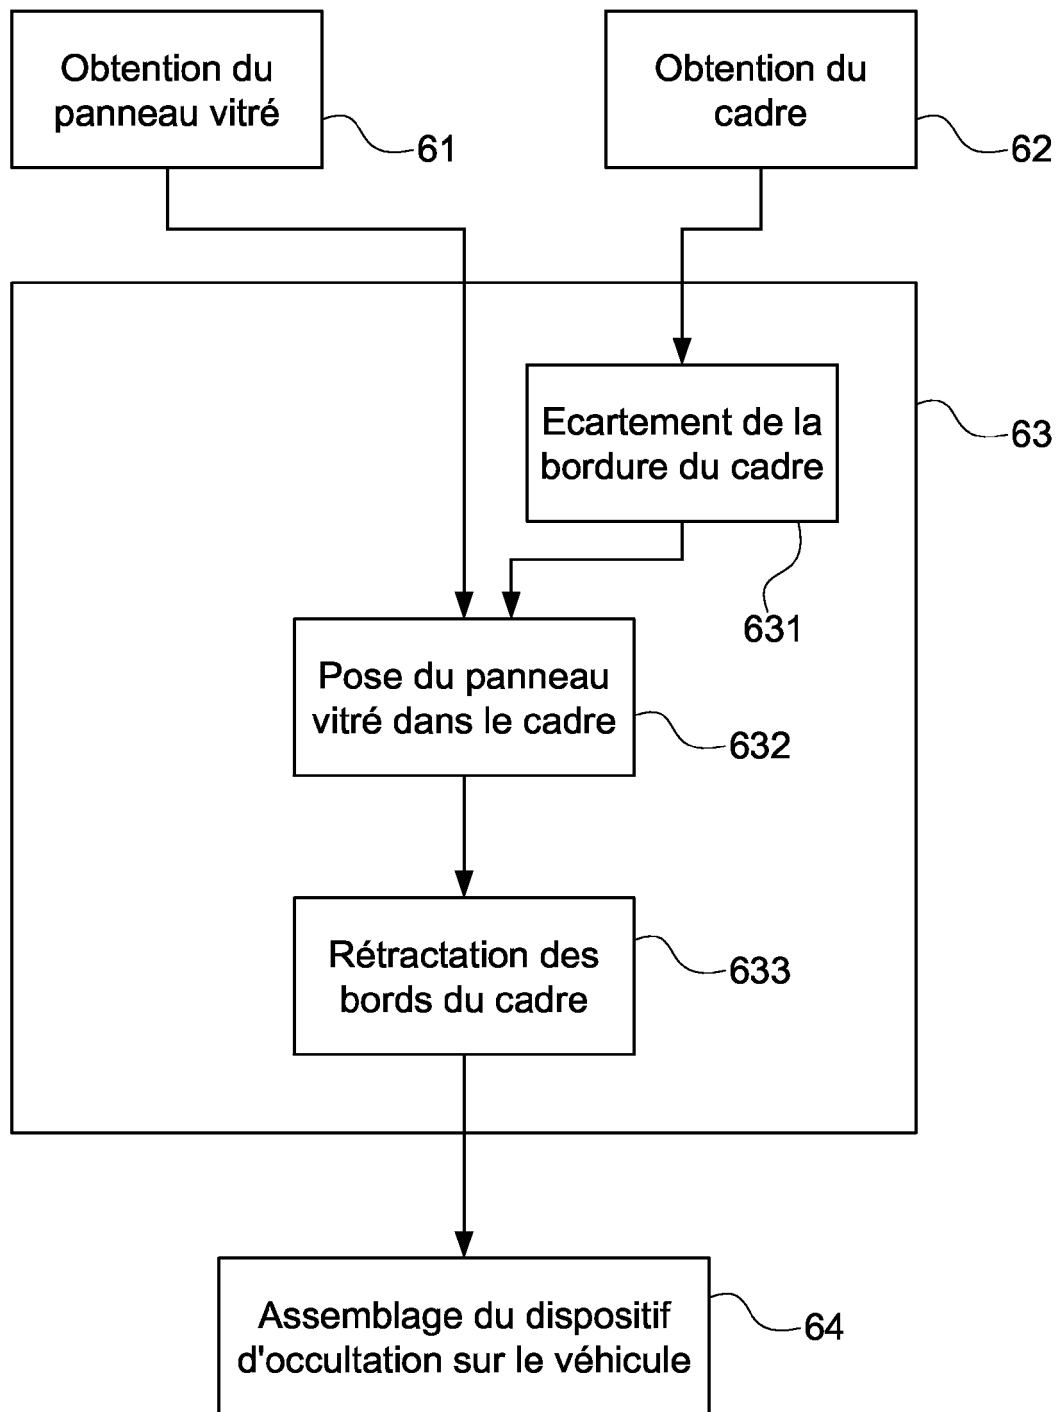 Obtention du
panneau vitré
61
Obtention du
cadre
62
Ecartement de la
bordure du cadre
63
631
Pose du panneau
vitré dans le cadre
632
Rétractation des
bords du cadre
633
Assemblage du dispositif
d'occultation sur le véhicule
64